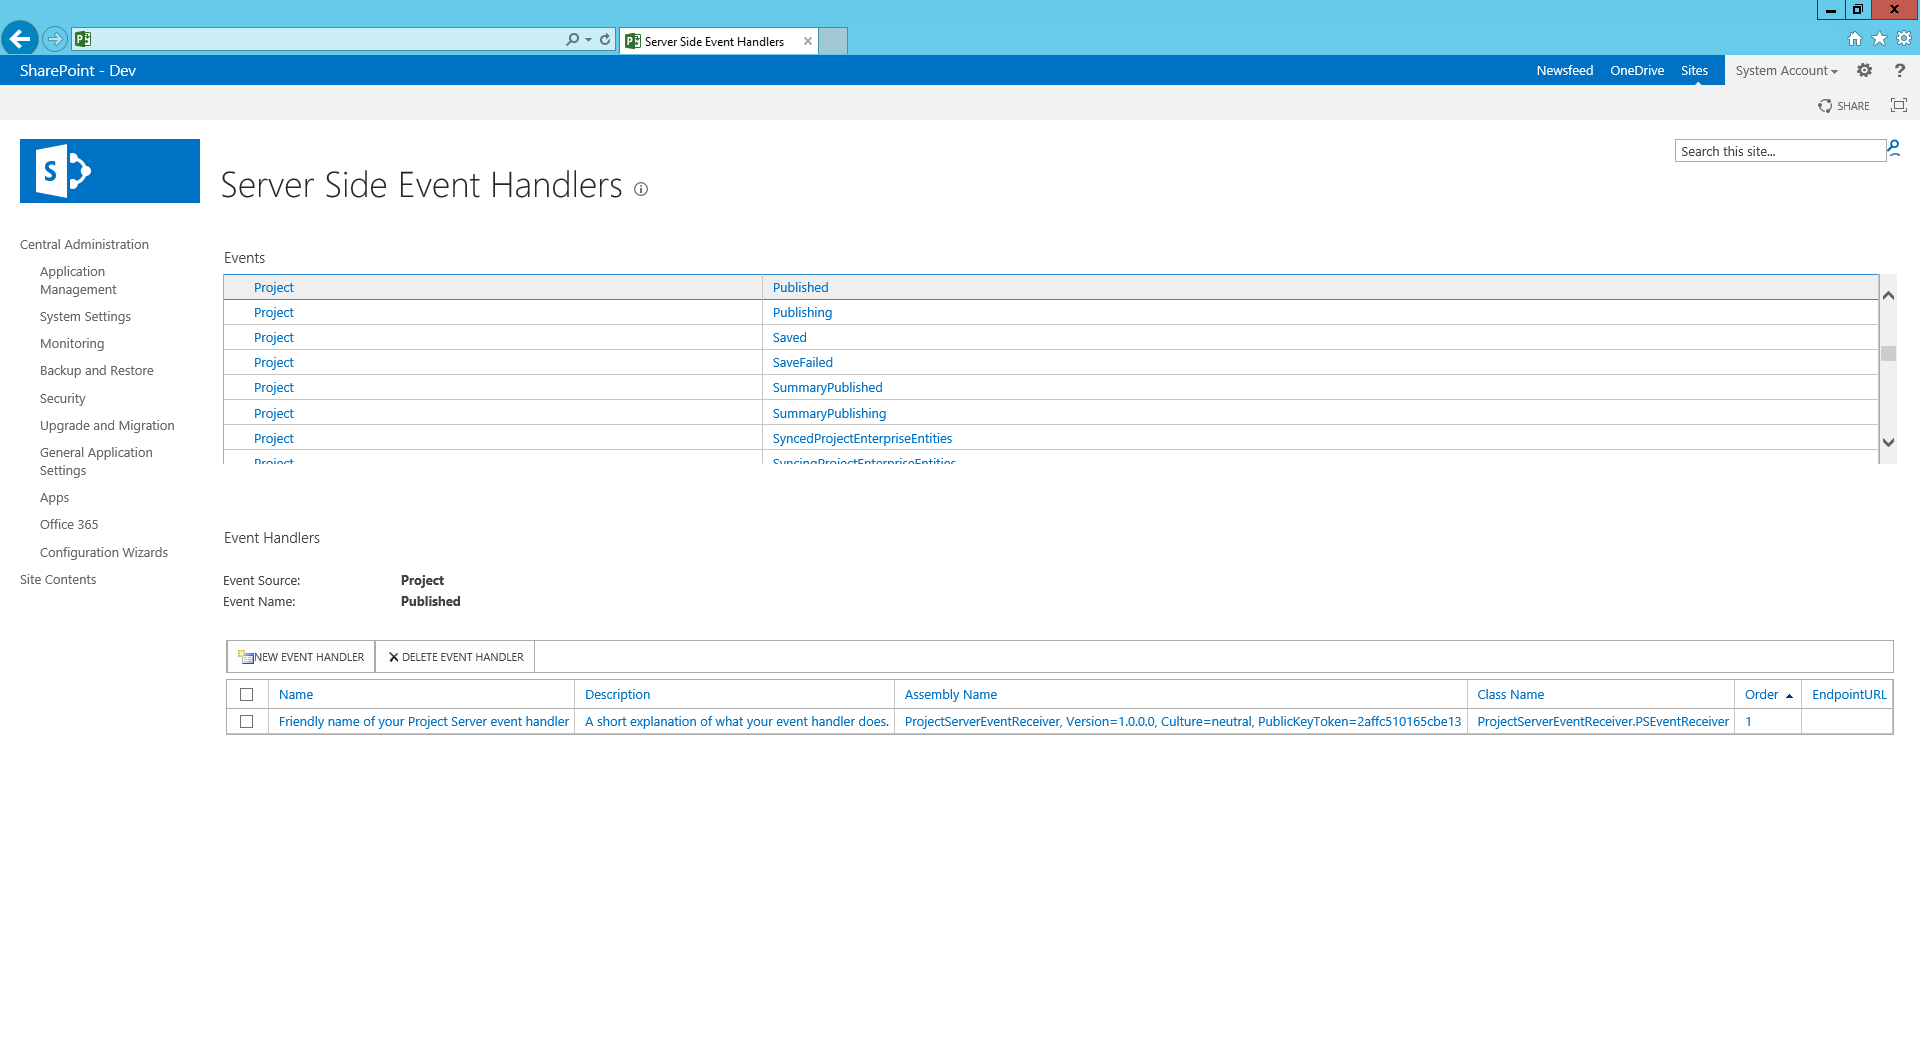 Server Side Event Handlers
SharePoint - Dev
Newsfeed OneDrive Sites System Account ?
SHARE
S
Search this site...
Server Side Event Handlers
Central Administration
Application
Management
System Settings
Monitoring
Backup and Restore
Security
Upgrade and Migration
General Application
Settings
Apps
Office 365
Configuration Wizards
Site Contents
Events
Project Published
Project Publishing
Project Saved
Project SaveFailed
Project SummaryPublished
Project SummaryPublishing
Project SyncedProjectEnterpriseEntities
Project SyncingProjectEnterpriseEntities
Event Handlers
Event Source: Project
Event Name: Published
NEW EVENT HANDLER DELETE EVENT HANDLER
Name Description Assembly Name Class Name Order EndpointURL
Friendly name of your Project Server event handler A short explanation of what your event handler does. ProjectServerEventReceiver, Version=1.0.0.0, Culture=neutral, PublicKeyToken=2affc510165cbe13 ProjectServerEventReceiver.PSEventReceiver 1